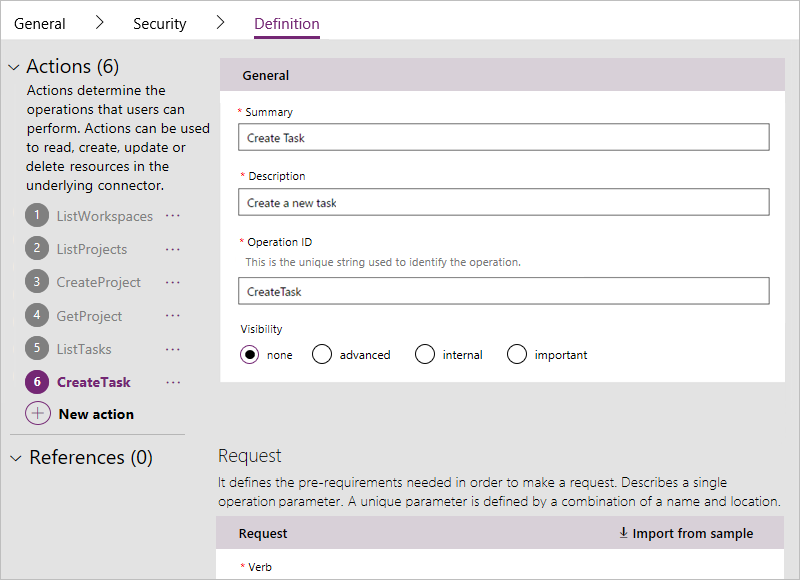 General > Security > Definition
Actions (6)
Actions determine the
operations that users can
perform. Actions can be used
to read, create, update or
delete resources in the
underlying connector.
1 ListWorkspaces ...
2 ListProjects ...
3 CreateProject ...
4 GetProject ...
5 ListTasks ...
6 CreateTask ...
+ New action
References (0)
General
* Summary
Create Task
* Description
Create a new task
* Operation ID
This is the unique string used to identify the operation.
CreateTask
Visibility
none advanced internal important
Request
It defines the pre-requirements needed in order to make a request. Describes a single
operation parameter. A unique parameter is defined by a combination of a name and location.
Request Import from sample
* Verb